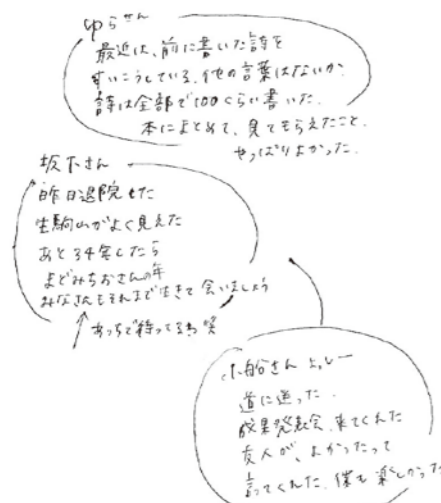 ゆらさん
最近は、前に書いた詩を
すいこうしている、他の言葉はないか。
詩は全部で100くらい書いた。
本にまとめて、見てもらえたこと、
やっぱりよかった。
坂下さん
昨日退院した
生駒山がよく見えた
あと34年したら
まどみちおさんの年
みなさんもそれまで生きて会いましょう
あっちで待ってるわ 笑
小船さん よっしー
道に迷った。
成果発表会、来てくれた
友人が、よかったって
言ってくれた。僕も楽しかった